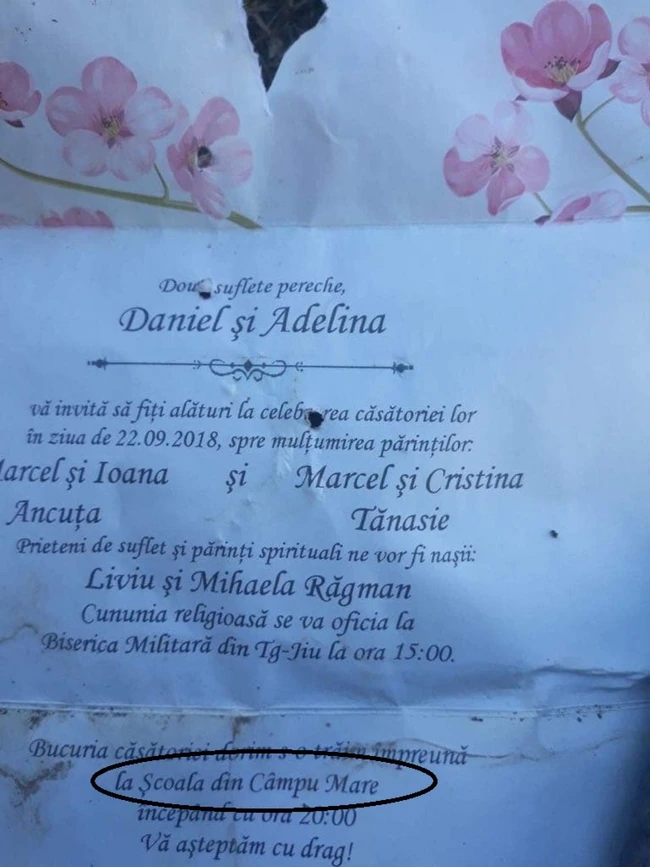 Două suflete pereche,
Daniel şi Adelina
vă invită să fiţi alături la celebrarea căsătoriei lor
în ziua de 22.09.2018, spre mulţumirea părinţilor:
Marcel şi Ioana şi Marcel şi Cristina
Ancuţa Tănasie
Prieteni de suflet şi părinţi spirituali ne vor fi naşii:
Liviu şi Mihaela Răgman
Cununia religioasă se va oficia la
Biserica Militară din Tg-Jiu la ora 15:00.
Bucuria căsătoriei dorim s-o trăim împreună
la Şcoala din Câmpu Mare
începând cu ora 20:00
Vă aşteptăm cu drag!